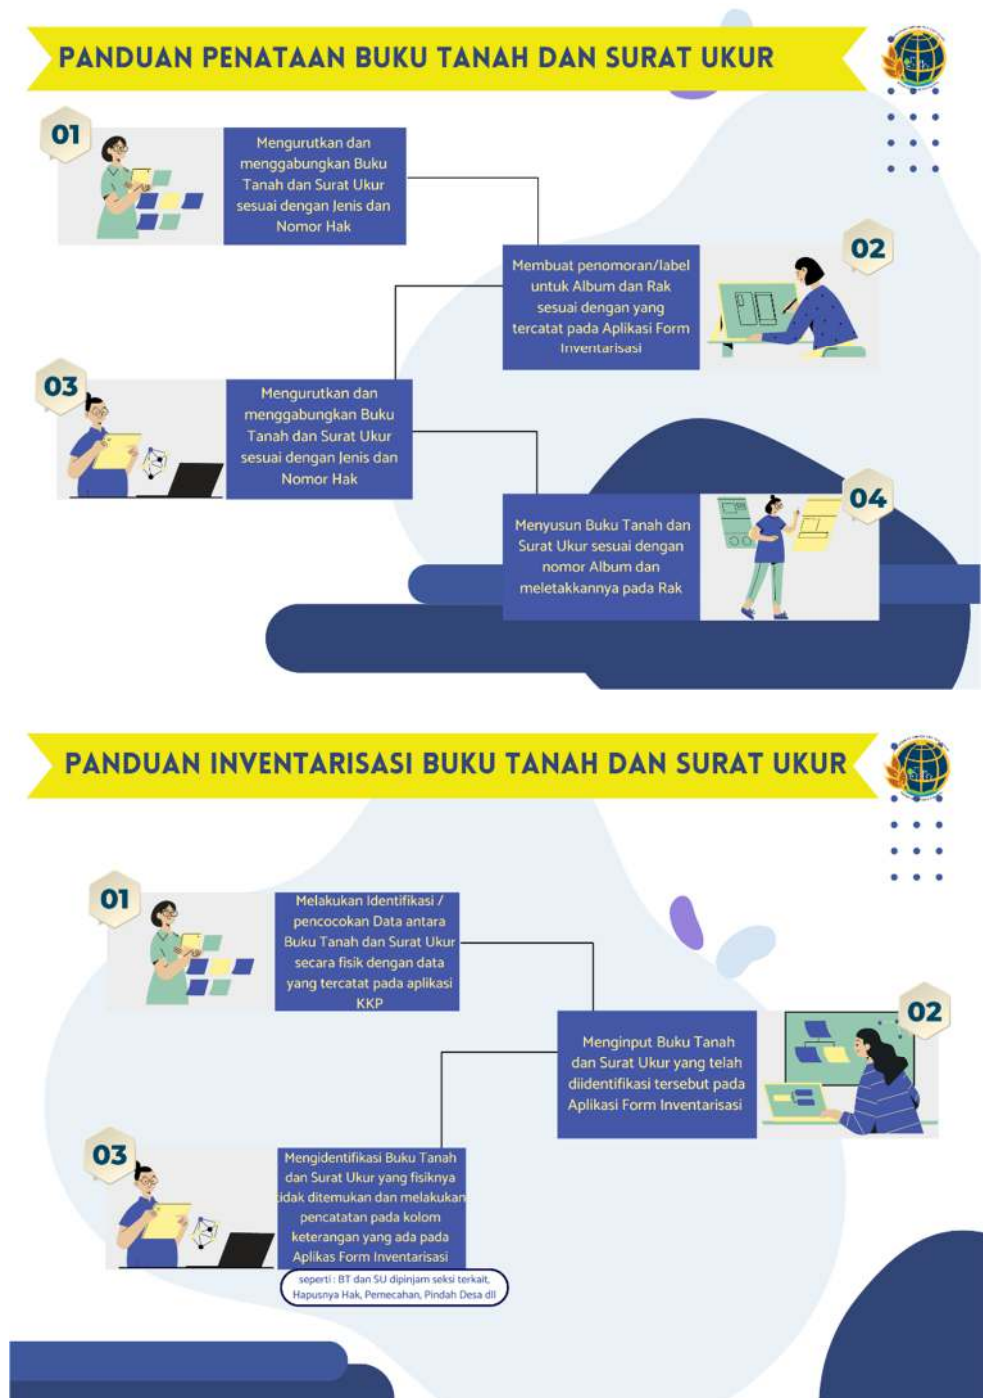 PANDUAN PENATAAN BUKU TANAH DAN SURAT UKUR
01
Mengurutkan dan
menggabungkan Buku
Tanah dan Surat Ukur
sesuai dengan Jenis dan
Nomor Hak
02
Membuat penomoran/label
untuk Album dan Rak
sesuai dengan yang
tercatat pada Aplikasi Form
Inventarisasi
03
Mengurutkan dan
menggabungkan Buku
Tanah dan Surat Ukur
sesuai dengan Jenis dan
Nomor Hak
04
Menyusun Buku Tanah dan
Surat Ukur sesuai dengan
nomor Album dan
meletakkannya pada Rak
PANDUAN INVENTARISASI BUKU TANAH DAN SURAT UKUR
01
Melakukan Identifikasi /
pencocokan Data antara
Buku Tanah dan Surat Ukur
secara fisik dengan data
yang tercatat pada aplikasi
KKP
02
Menginput Buku Tanah
dan Surat Ukur yang telah
diidentifikasi tersebut pada
Aplikasi Form Inventarisasi
03
Mengidentifikasi Buku Tanah
dan Surat Ukur yang fisiknya
tidak ditemukan dan melakukan
pencatatan pada kolom
keterangan yang ada pada
Aplikas Form Inventarisasi
seperti : BT dan SU dipinjam seksi terkait,
Hapusnya Hak, Pemecahan, Pindah Desa dll